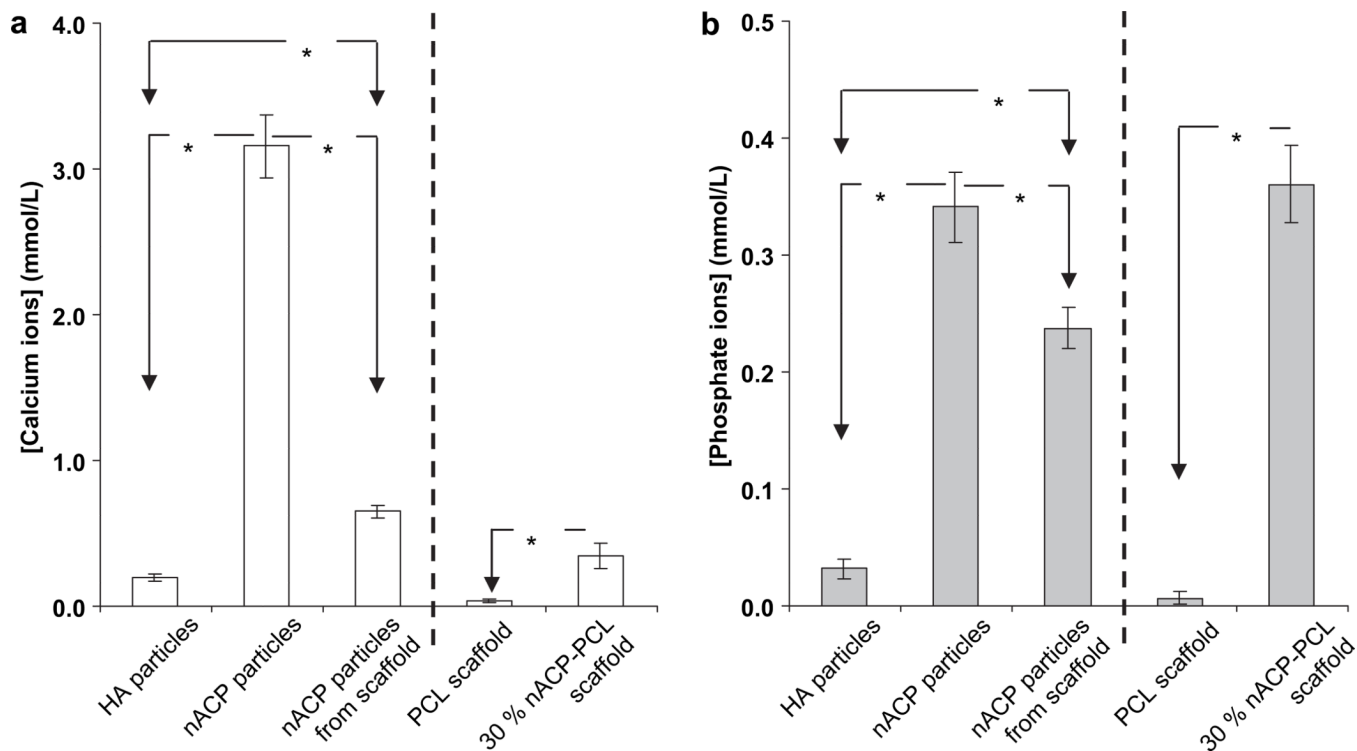 a
[Calcium ions] (mmol/L)
4.0
3.0
2.0
1.0
0.0
*
*
*
*
HA particles
nACP particles
nACP particles
from scaffold
PCL scaffold
30 % nACP-PCL
scaffold
b
[Phosphate ions] (mmol/L)
0.5
0.4
0.3
0.2
0.1
0.0
*
*
*
*
HA particles
nACP particles
nACP particles
from scaffold
PCL scaffold
30 % nACP-PCL
scaffold